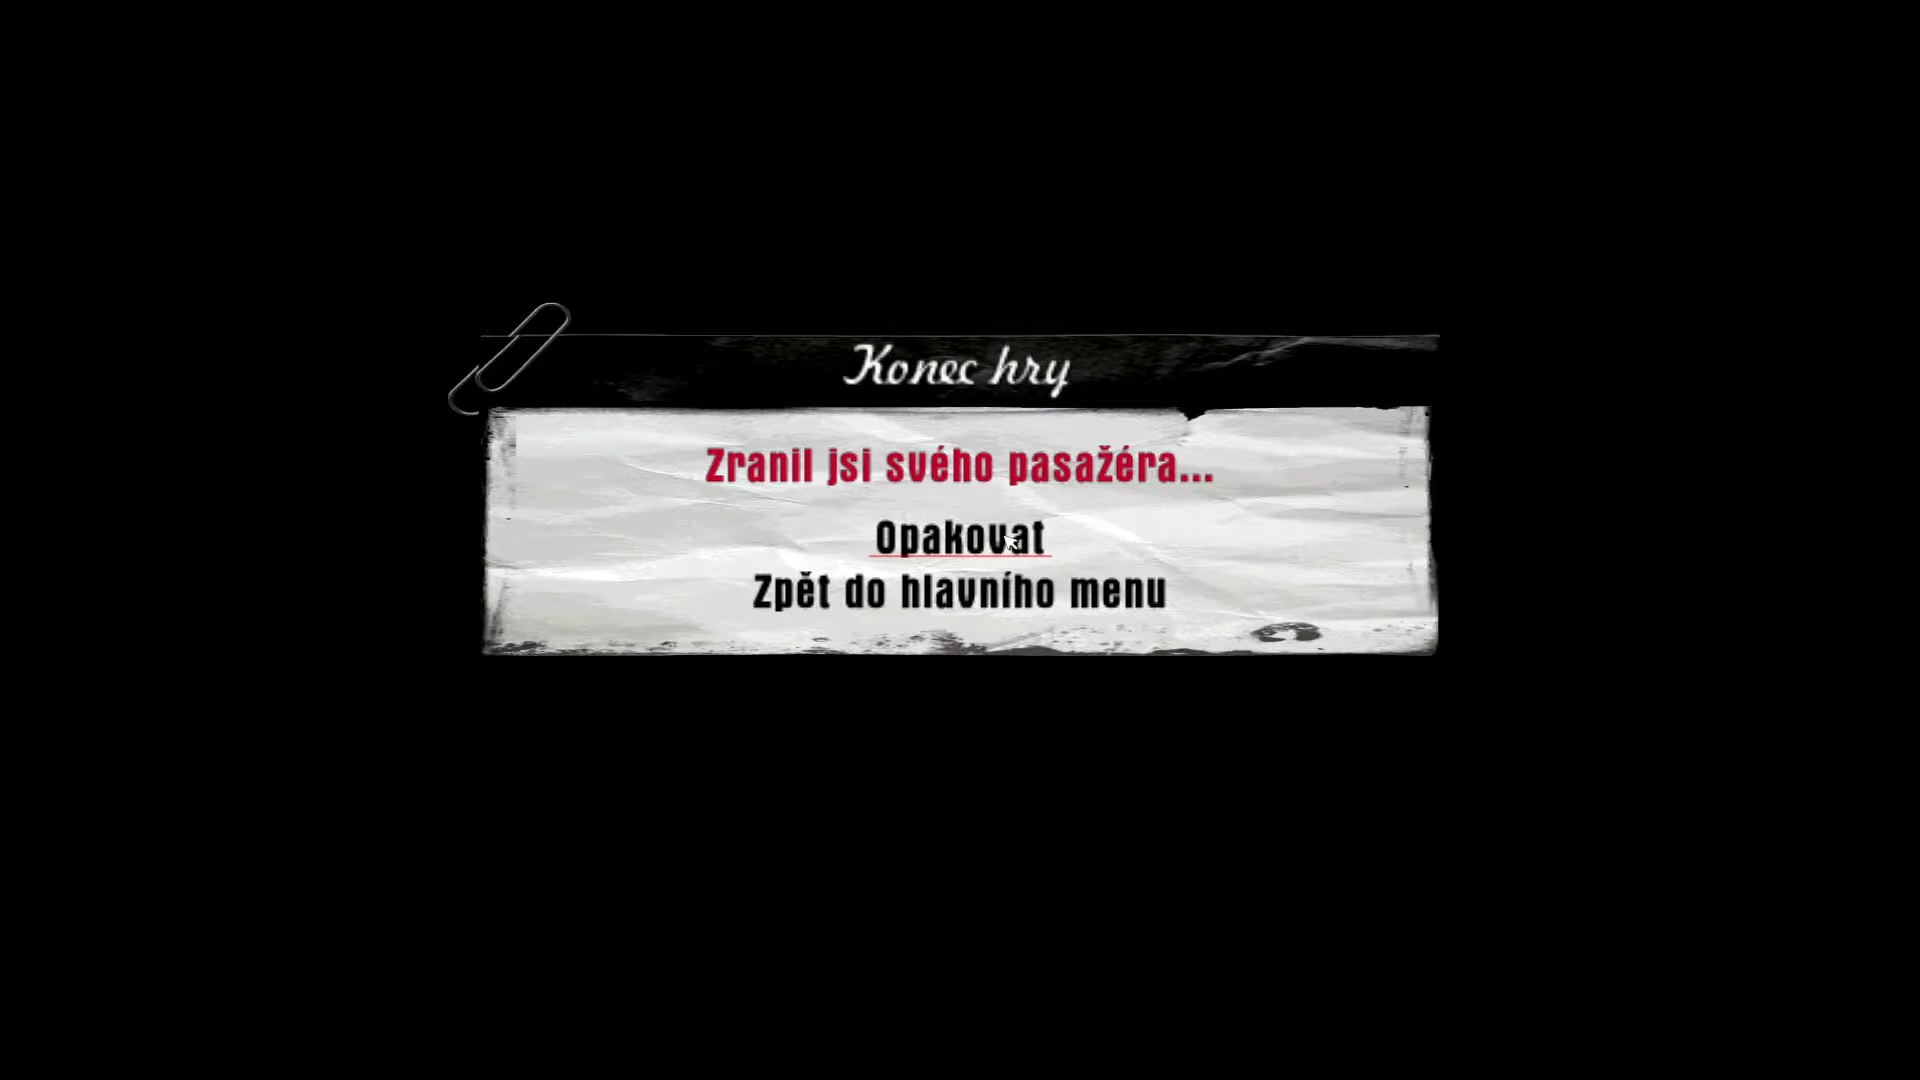 Konec hry
Zranil jsi svého pasažéra...
Opakovat
Zpět do hlavního menu